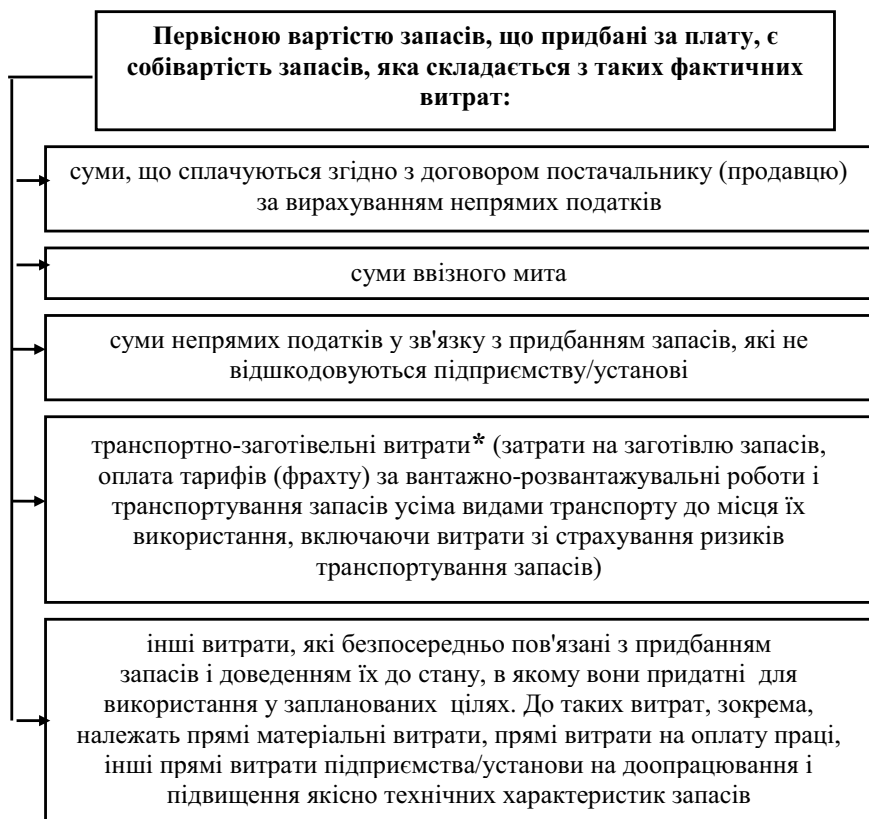 Первісною вартістю запасів, що придбані за плату, є
собівартість запасів, яка складається з таких фактичних
витрат:
суми, що сплачуються згідно з договором постачальнику (продавцю)
за вирахуванням непрямих податків
суми ввізного мита
суми непрямих податків у зв'язку з придбанням запасів, які не
відшкодовуються підприємству/установі
транспортно-заготівельні витрати* (затрати на заготівлю запасів,
оплата тарифів (фрахту) за вантажно-розвантажувальні роботи і
транспортування запасів усіма видами транспорту до місця їх
використання, включаючи витрати зі страхування ризиків
транспортування запасів)
інші витрати, які безпосередньо пов'язані з придбанням
запасів і доведенням їх до стану, в якому вони придатні для
використання у запланованих цілях. До таких витрат, зокрема,
належать прямі матеріальні витрати, прямі витрати на оплату праці,
інші прямі витрати підприємства/установи на доопрацювання і
підвищення якісно технічних характеристик запасів